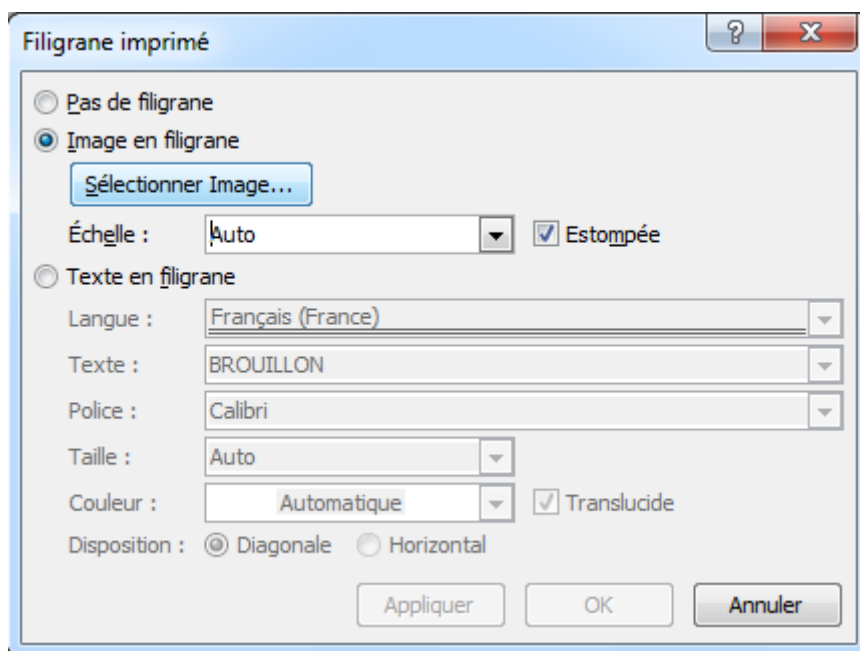 Filigrane imprimé
Pas de filigrane
Image en filigrane
Sélectionner Image...
Échelle : Auto Estompée
Texte en filigrane
Langue : Français (France)
Texte : BROUILLON
Police : Calibri
Taille : Auto
Couleur : Automatique Translucide
Disposition : Diagonale Horizontal
Appliquer OK Annuler